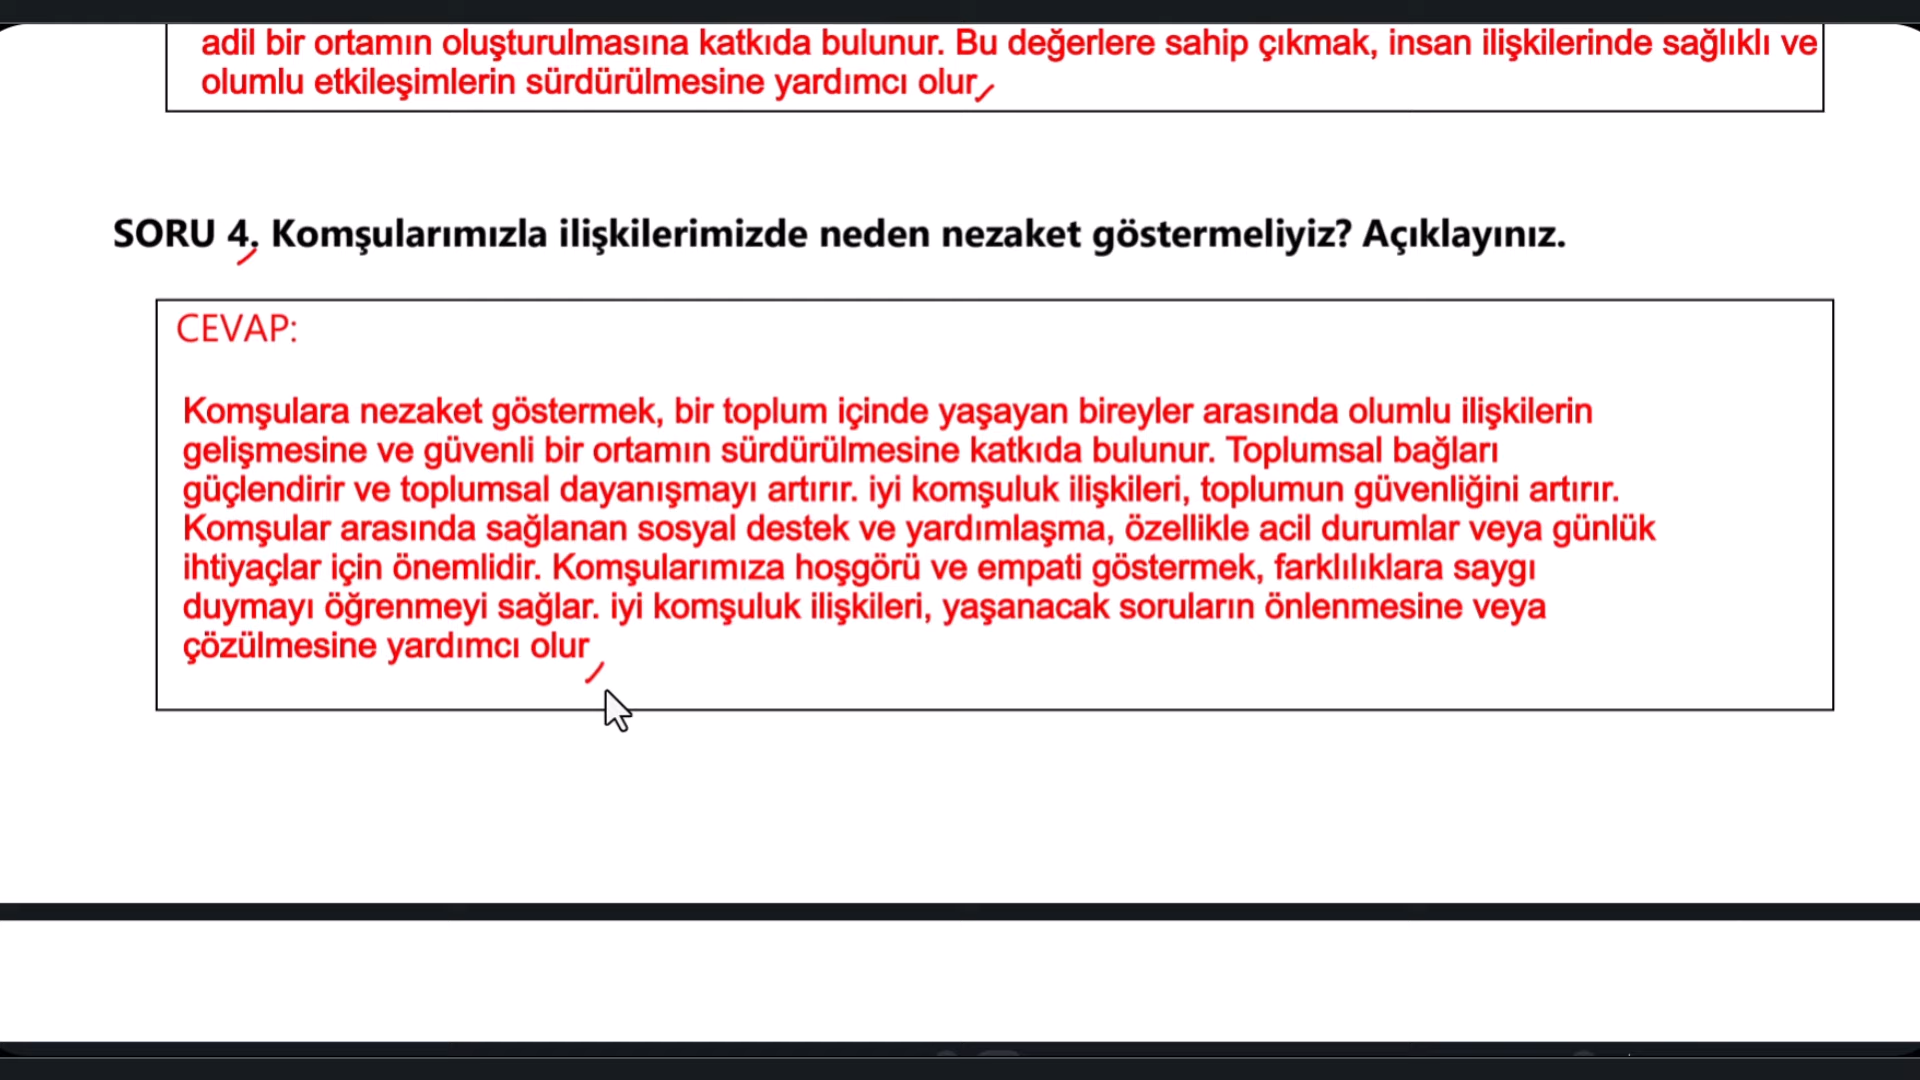 adil bir ortamın oluşturulmasına katkıda bulunur. Bu değerlere sahip çıkmak, insan ilişkilerinde sağlıklı ve
olumlu etkileşimlerin sürdürülmesine yardımcı olur
SORU 4. Komşularımızla ilişkilerimizde neden nezaket göstermeliyiz? Açıklayınız.
CEVAP:
Komşulara nezaket göstermek, bir toplum içinde yaşayan bireyler arasında olumlu ilişkilerin
gelişmesine ve güvenli bir ortamın sürdürülmesine katkıda bulunur. Toplumsal bağları
güçlendirir ve toplumsal dayanışmayı artırır. iyi komşuluk ilişkileri, toplumun güvenliğini artırır.
Komşular arasında sağlanan sosyal destek ve yardımlaşma, özellikle acil durumlar veya günlük
ihtiyaçlar için önemlidir. Komşularımıza hoşgörü ve empati göstermek, farklılıklara saygı
duymayı öğrenmeyi sağlar. iyi komşuluk ilişkileri, yaşanacak soruların önlenmesine veya
çözülmesine yardımcı olur